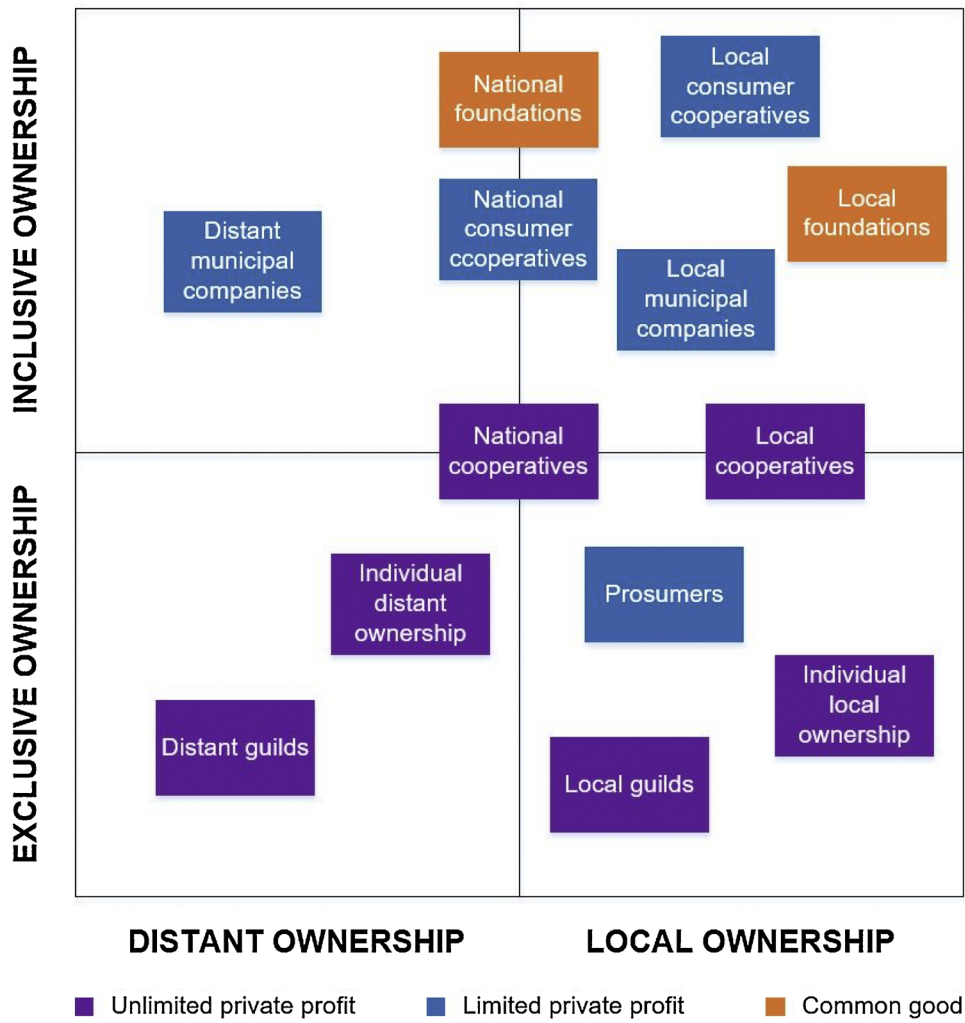 INCLUSIVE OWNERSHIP
EXCLUSIVE OWNERSHIP
National
foundations
Local
consumer
cooperatives
Distant
municipal
companies
National
consumer
ccooperatives
Local
foundations
Local
municipal
companies
National
cooperatives
Local
cooperatives
Individual
distant
ownership
Prosumers
Individual
local
ownership
Distant guilds
Local guilds
DISTANT OWNERSHIP
LOCAL OWNERSHIP
Unlimited private profit
Limited private profit
Common good